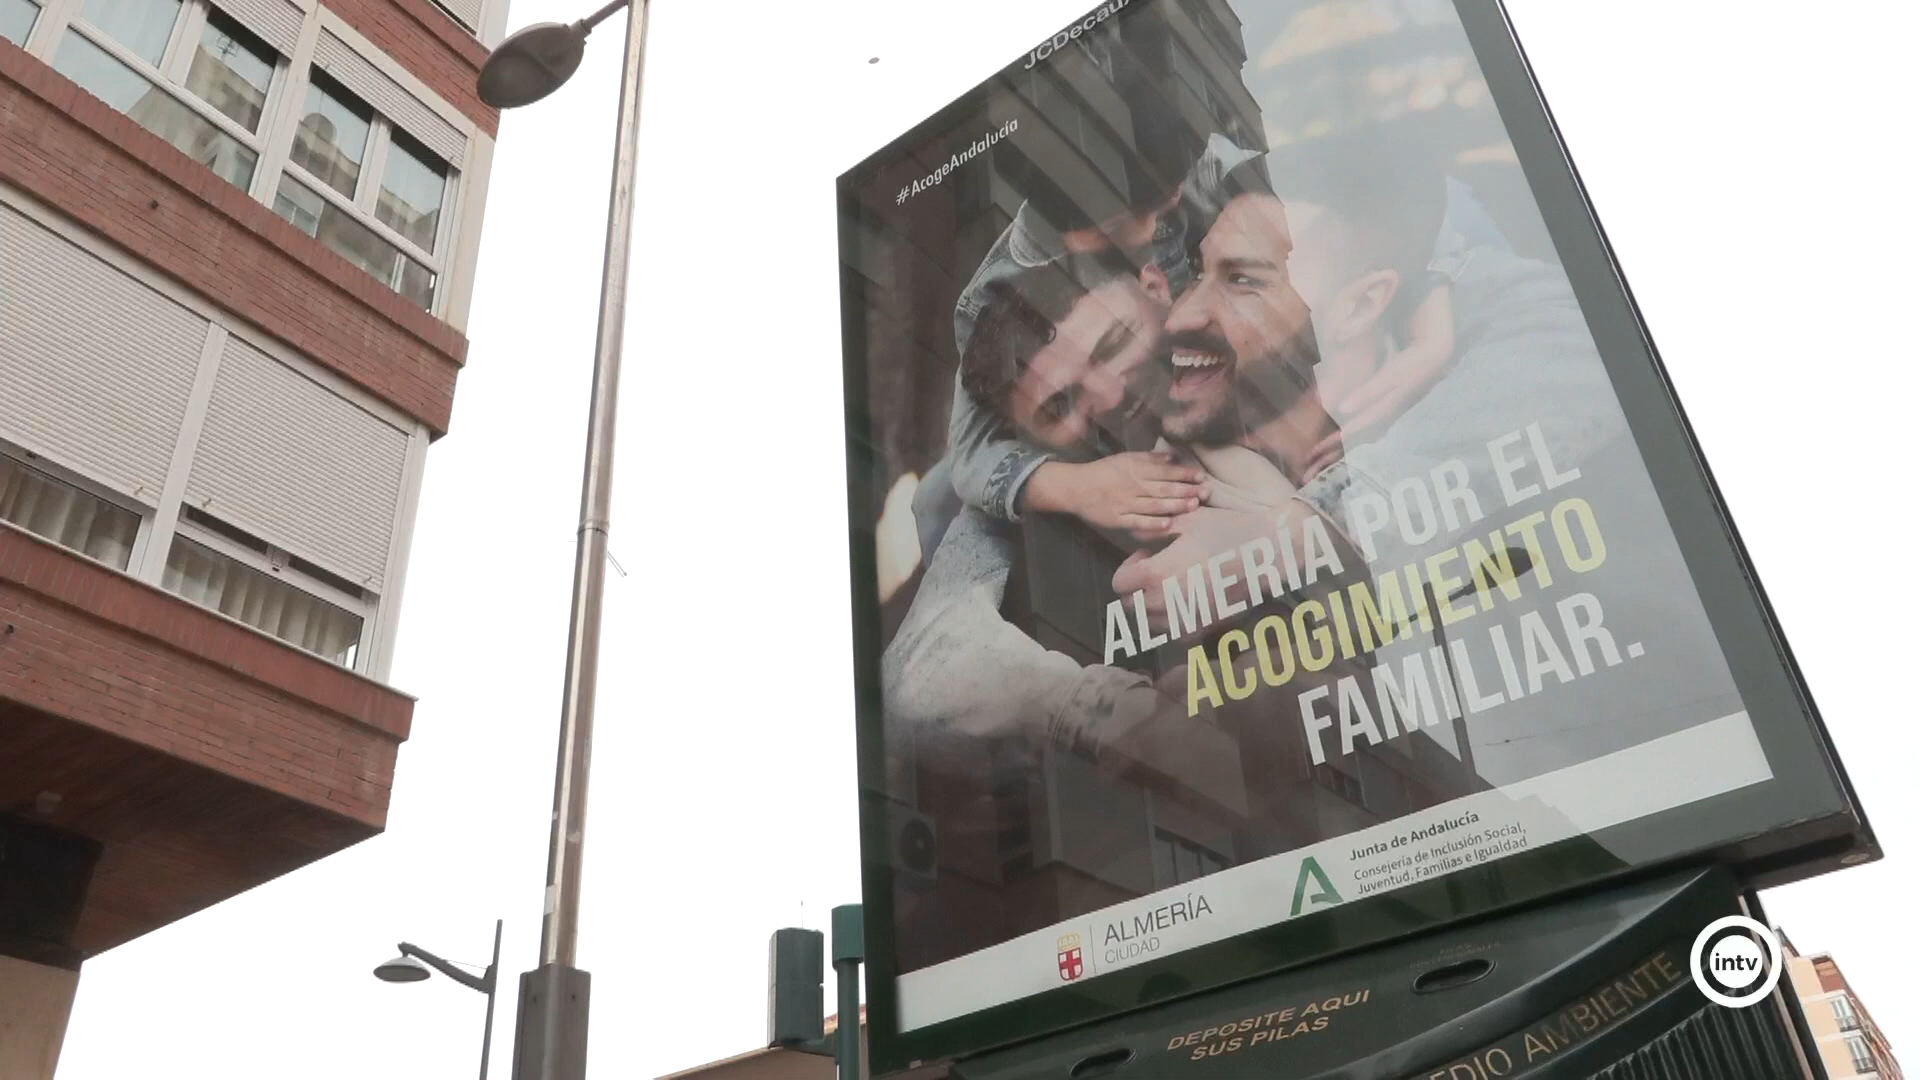 JCDecaux
#AcogeAndalucía
ALMERÍA POR EL
ACOGIMIENTO
FAMILIAR.
Junta de Andalucía
Consejería de Inclusión Social,
Juventud, Familias e Igualdad
ALMERÍA
CIUDAD
DEPOSITE AQUI
SUS PILAS
MEDIO AMBIENTE
intv